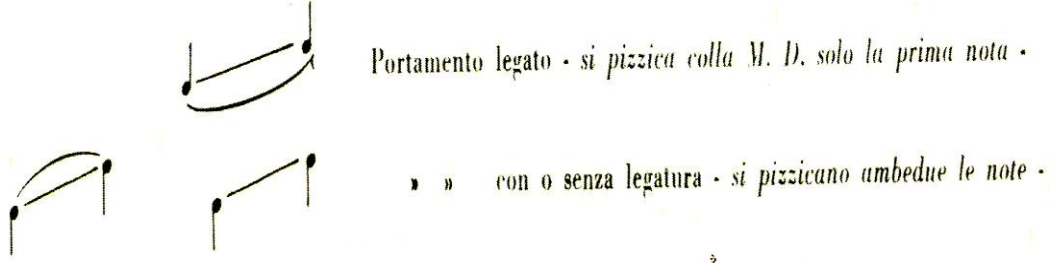 Portamento legato - si pizzica colla M. D. solo la prima nota -
» » con o senza legatura - si pizzicano ambedue le note -